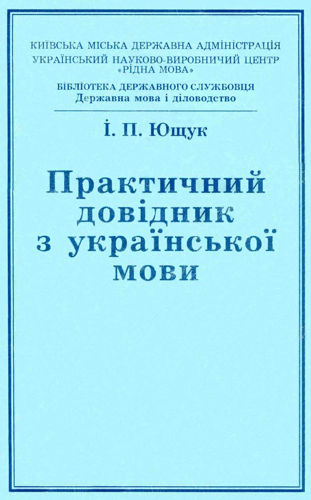 КИЇВСЬКА МІСЬКА ДЕРЖАВНА АДМІНІСТРАЦІЯ
УКРАЇНСЬКИЙ НАУКОВО-ВИРОБНИЧИЙ ЦЕНТР
«РІДНА МОВА»
БІБЛІОТЕКА ДЕРЖАВНОГО СЛУЖБОВЦЯ
Державна мова і діловодство
І. П. Ющук
Практичний
довідник
з української
мови